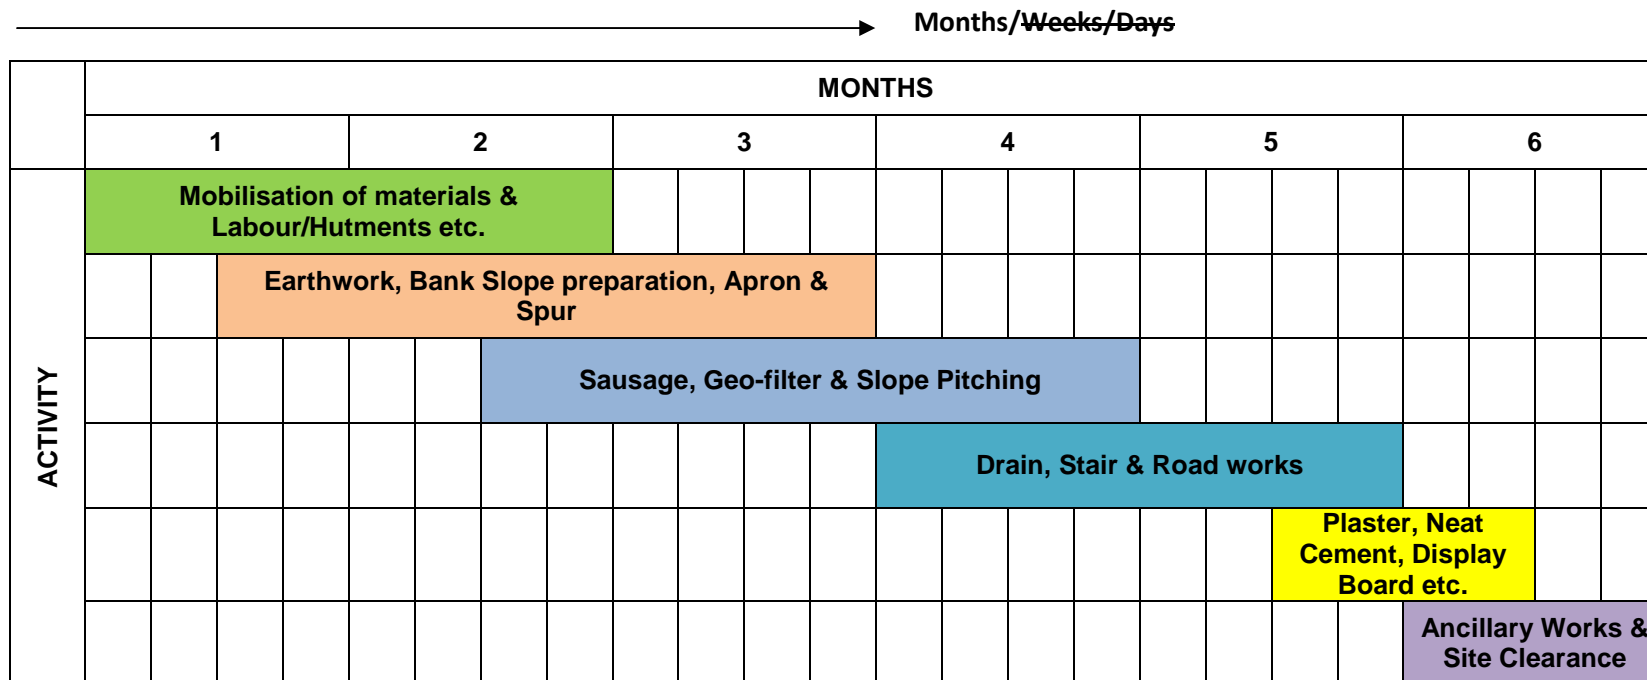 Months/Weeks/Days
MONTHS
1 2 3 4 5 6
ACTIVITY
Mobilisation of materials &
Labour/Hutments etc.
Earthwork, Bank Slope preparation, Apron &
Spur
Sausage, Geo-filter & Slope Pitching
Drain, Stair & Road works
Plaster, Neat
Cement, Display
Board etc.
Ancillary Works &
Site Clearance